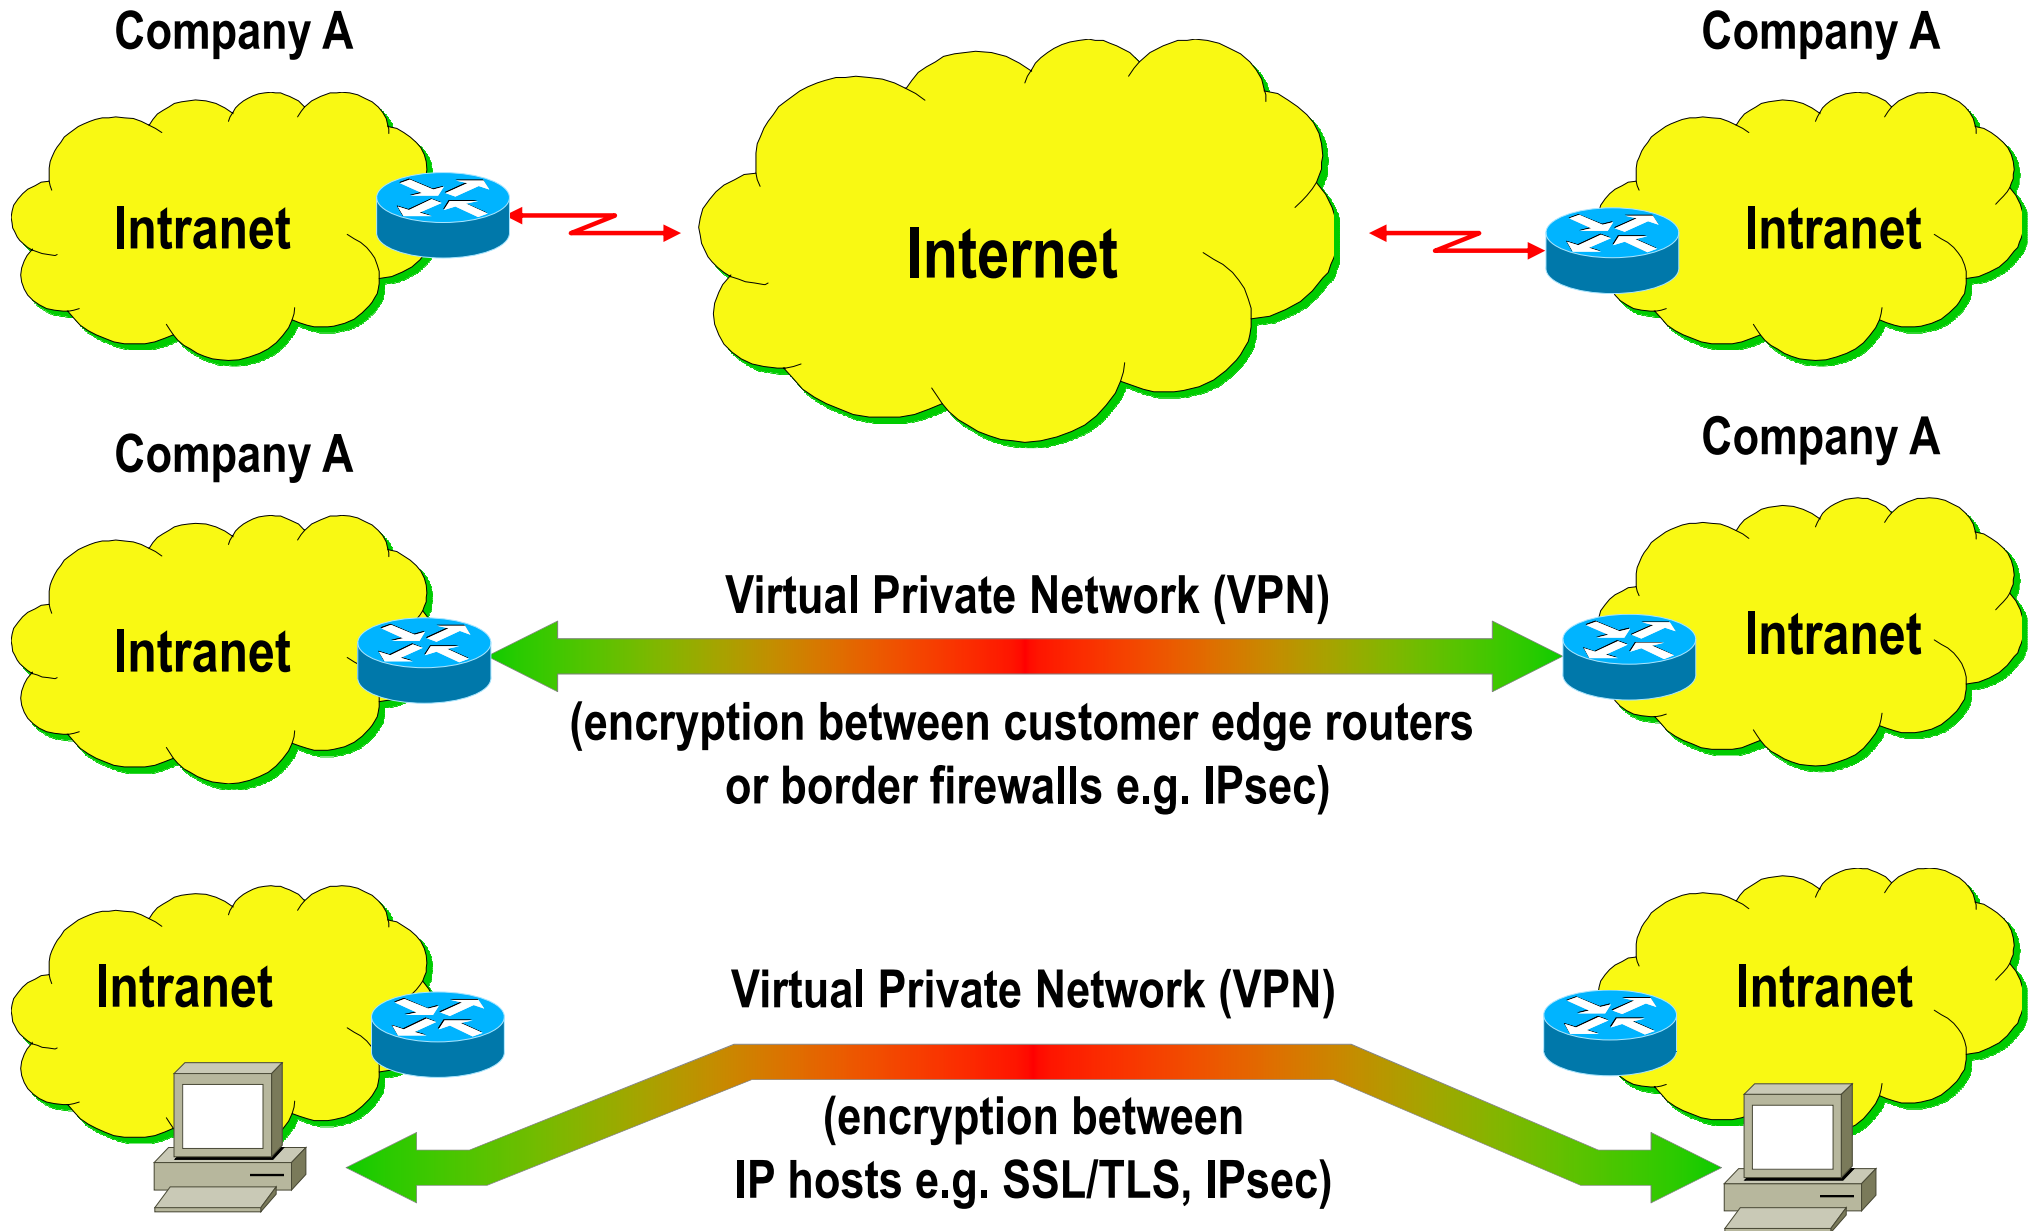 Company A
Company A
Intranet
Internet
Intranet
Company A
Company A
Virtual Private Network (VPN)
Intranet
Intranet
(encryption between customer edge routers
or border firewalls e.g. IPsec)
Intranet
Virtual Private Network (VPN)
Intranet
(encryption between
IP hosts e.g. SSL/TLS, IPsec)